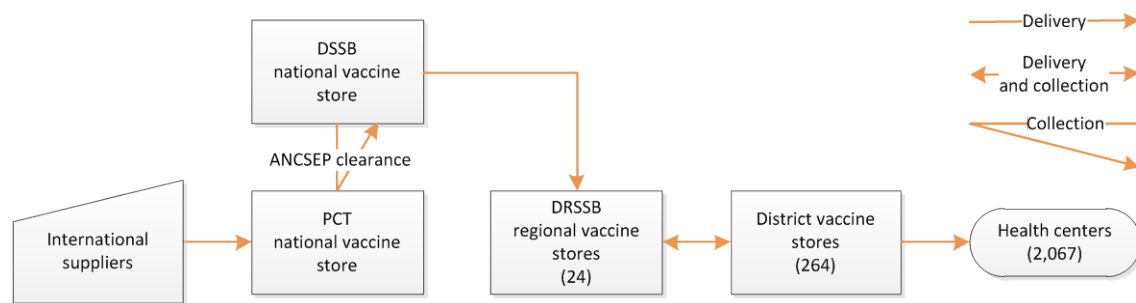 DSSB
national vaccine
store
Delivery
Delivery
and collection
Collection
ANCSEP clearance
International
suppliers
PCT
national vaccine
store
DRSSB
regional vaccine
stores
(24)
District vaccine
stores
(264)
Health centers
(2,067)